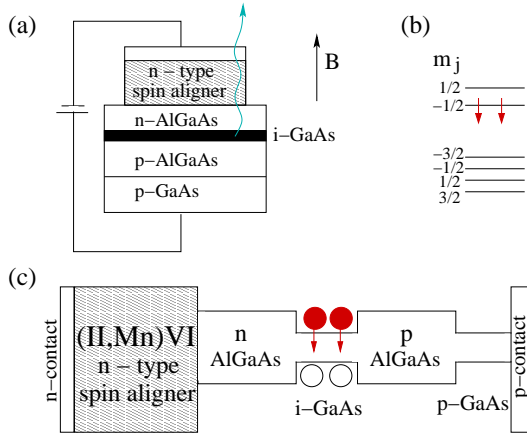 (a)
n – type
spin aligner
n–AlGaAs
i–GaAs
p–AlGaAs
p–GaAs
B
(b)
m j
1/2
−1/2
−3/2
−1/2
1/2
3/2
(c)
n–contact
(II,Mn)VI
n – type
spin aligner
n
AlGaAs
i–GaAs
p
AlGaAs
p–GaAs
p–contact